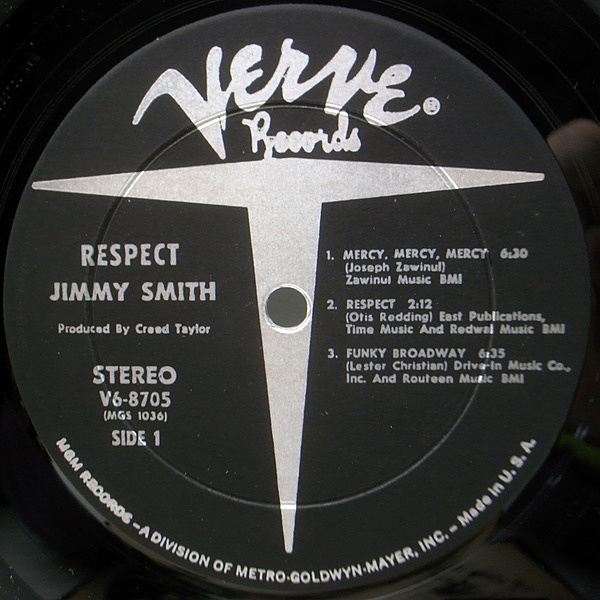 Verve®
Records
RESPECT
JIMMY SMITH
Produced By Creed Taylor
STEREO
V6-8705
(MGS 1036)
SIDE 1
1. MERCY, MERCY, MERCY 6:30
(Joseph Zawinul)
Zawinul Music BMI
2. RESPECT 2:12
(Otis Redding) East Publications,
Time Music And Redwal Music BMI
3. FUNKY BROADWAY 6:35
(Lester Christian) Drive-In Music Co.,
Inc. And Routeen Music BMI
MGM RECORDS – A DIVISION OF METRO-GOLDWYN-MAYER, INC. – Made in U. S. A.